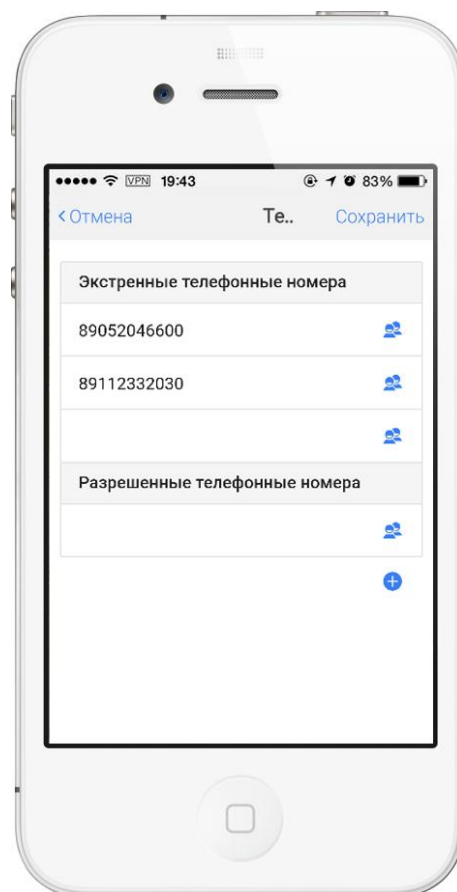 VPN 19:43 83%
Отмена Те.. Сохранить
Экстренные телефонные номера
89052046600
89112332030
Разрешенные телефонные номера